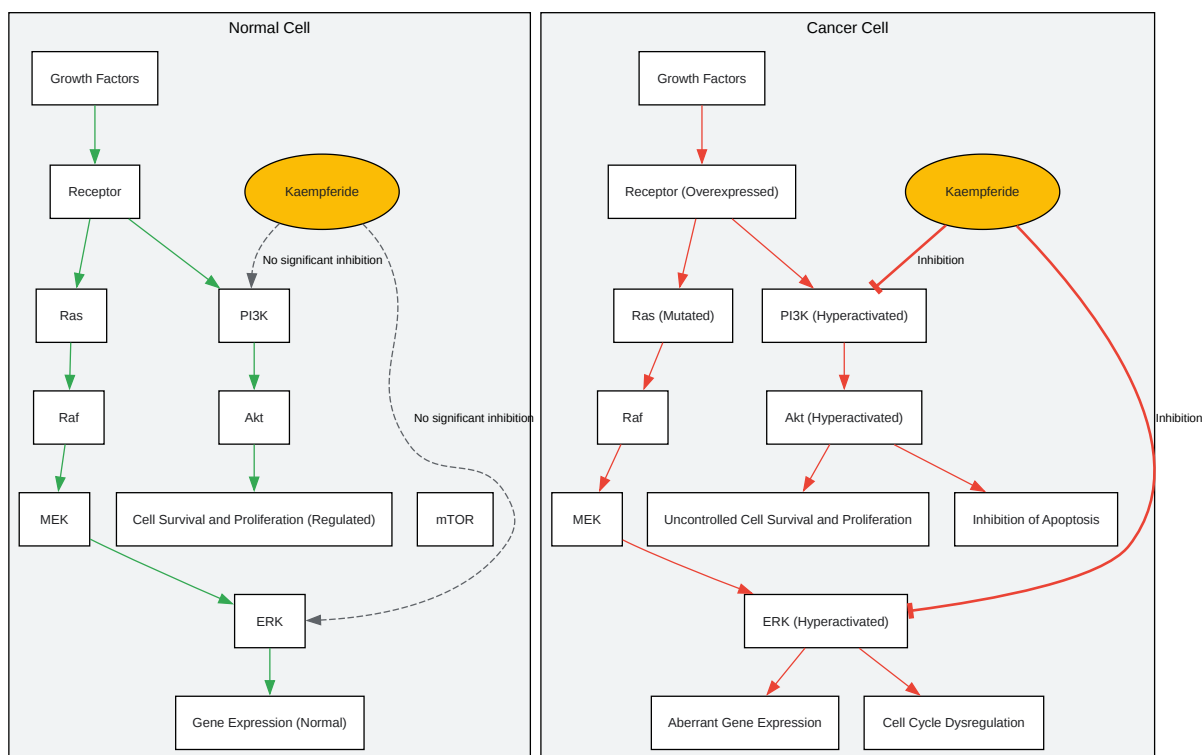 Normal Cell
Growth Factors
Receptor
Kaempferide
No significant inhibition
Ras
PI3K
Raf
Akt
No significant inhibition
MEK
Cell Survival and Proliferation (Regulated)
mTOR
ERK
Gene Expression (Normal)
Cancer Cell
Growth Factors
Receptor (Overexpressed)
Kaempferide
Inhibition
Ras (Mutated)
PI3K (Hyperactivated)
Raf
Akt (Hyperactivated)
Inhibition
MEK
Uncontrolled Cell Survival and Proliferation
Inhibition of Apoptosis
ERK (Hyperactivated)
Aberrant Gene Expression
Cell Cycle Dysregulation